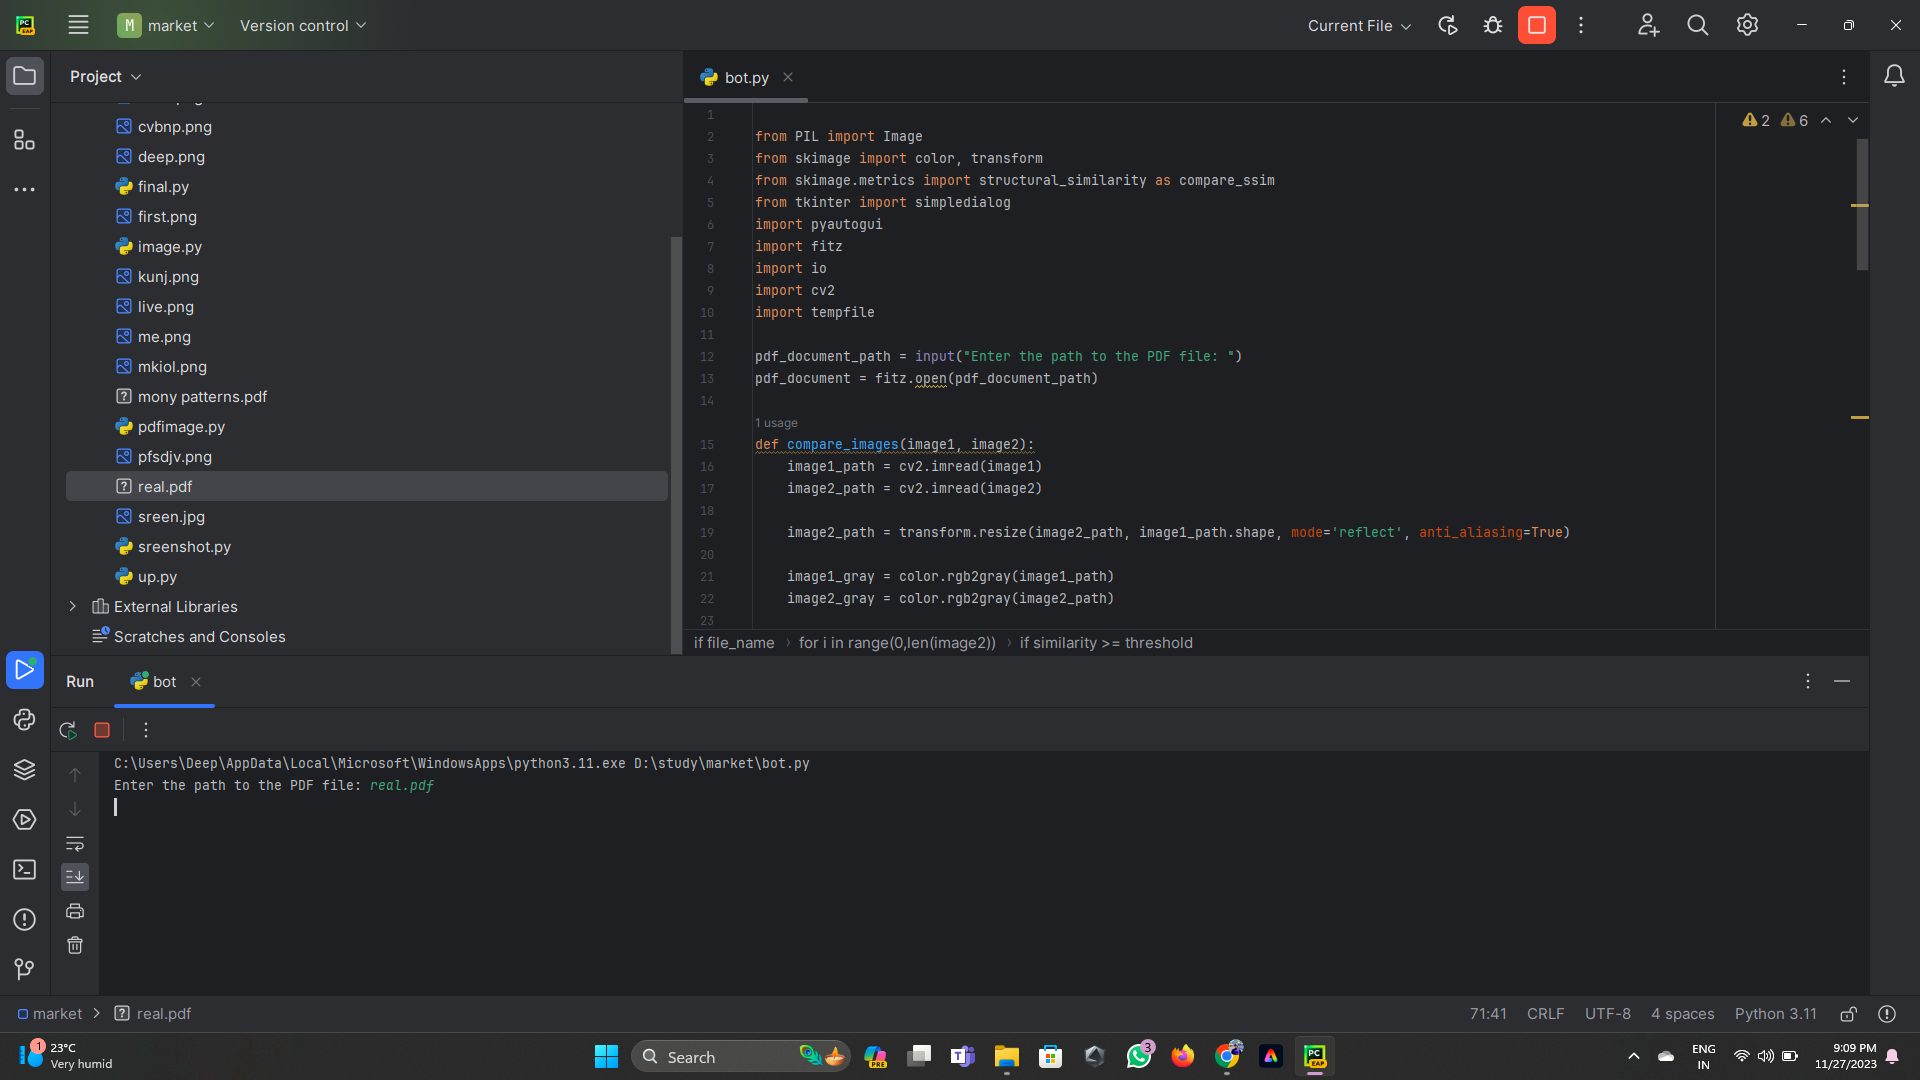 M market Version control Current File
Project
cvbnp.png
deep.png
final.py
first.png
image.py
kunj.png
live.png
me.png
mkiol.png
mony patterns.pdf
pdfimage.py
pfsdjv.png
real.pdf
sreen.jpg
sreenshot.py
up.py
External Libraries
Scratches and Consoles
bot.py
2 6
1
2 from PIL import Image
3 from skimage import color, transform
4 from skimage.metrics import structural_similarity as compare_ssim
5 from tkinter import simpledialog
6 import pyautogui
7 import fitz
8 import io
9 import cv2
10 import tempfile
11
12 pdf_document_path = input("Enter the path to the PDF file: ")
13 pdf_document = fitz.open(pdf_document_path)
14
1 usage
15 def compare_images(image1, image2):
16 image1_path = cv2.imread(image1)
17 image2_path = cv2.imread(image2)
18
19 image2_path = transform.resize(image2_path, image1_path.shape, mode='reflect', anti_aliasing=True)
20
21 image1_gray = color.rgb2gray(image1_path)
22 image2_gray = color.rgb2gray(image2_path)
23
if file_name › for i in range(0,len(image2)) › if similarity >= threshold
Run bot
C:\Users\Deep\AppData\Local\Microsoft\WindowsApps\python3.11.exe D:\study\market\bot.py
Enter the path to the PDF file: real.pdf
market > real.pdf 71:41 CRLF UTF-8 4 spaces Python 3.11
1 23°C
Very humid
Search
PRE
3
PC
EAP
ENG
IN
9:09 PM
11/27/2023